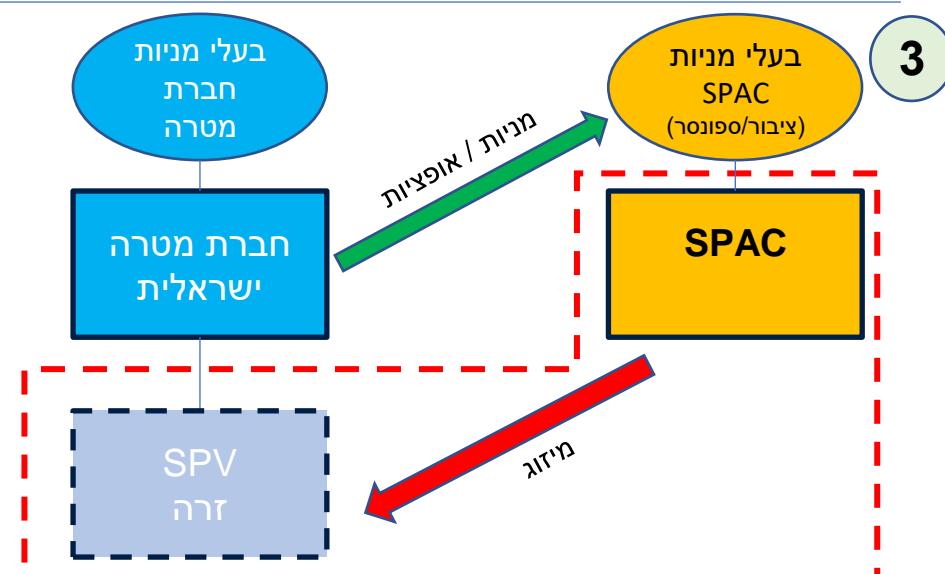 3
בעלי מניות
SPAC
(ציבור/ספונסר)
בעלי מניות
חברת
מטרה
מניות / אופציות
SPAC
חברת מטרה
ישראלית
מיזוג
SPV
זרה